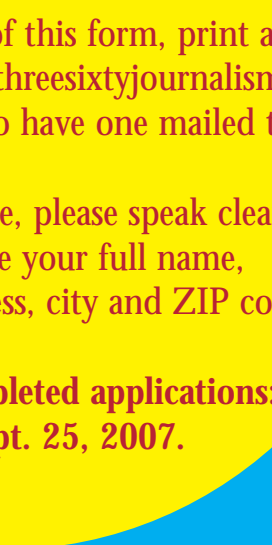 of this form, print a
threesixtyjournalism
o have one mailed t
e, please speak clea
e your full name,
ess, city and ZIP co
pleted applications:
pt. 25, 2007.